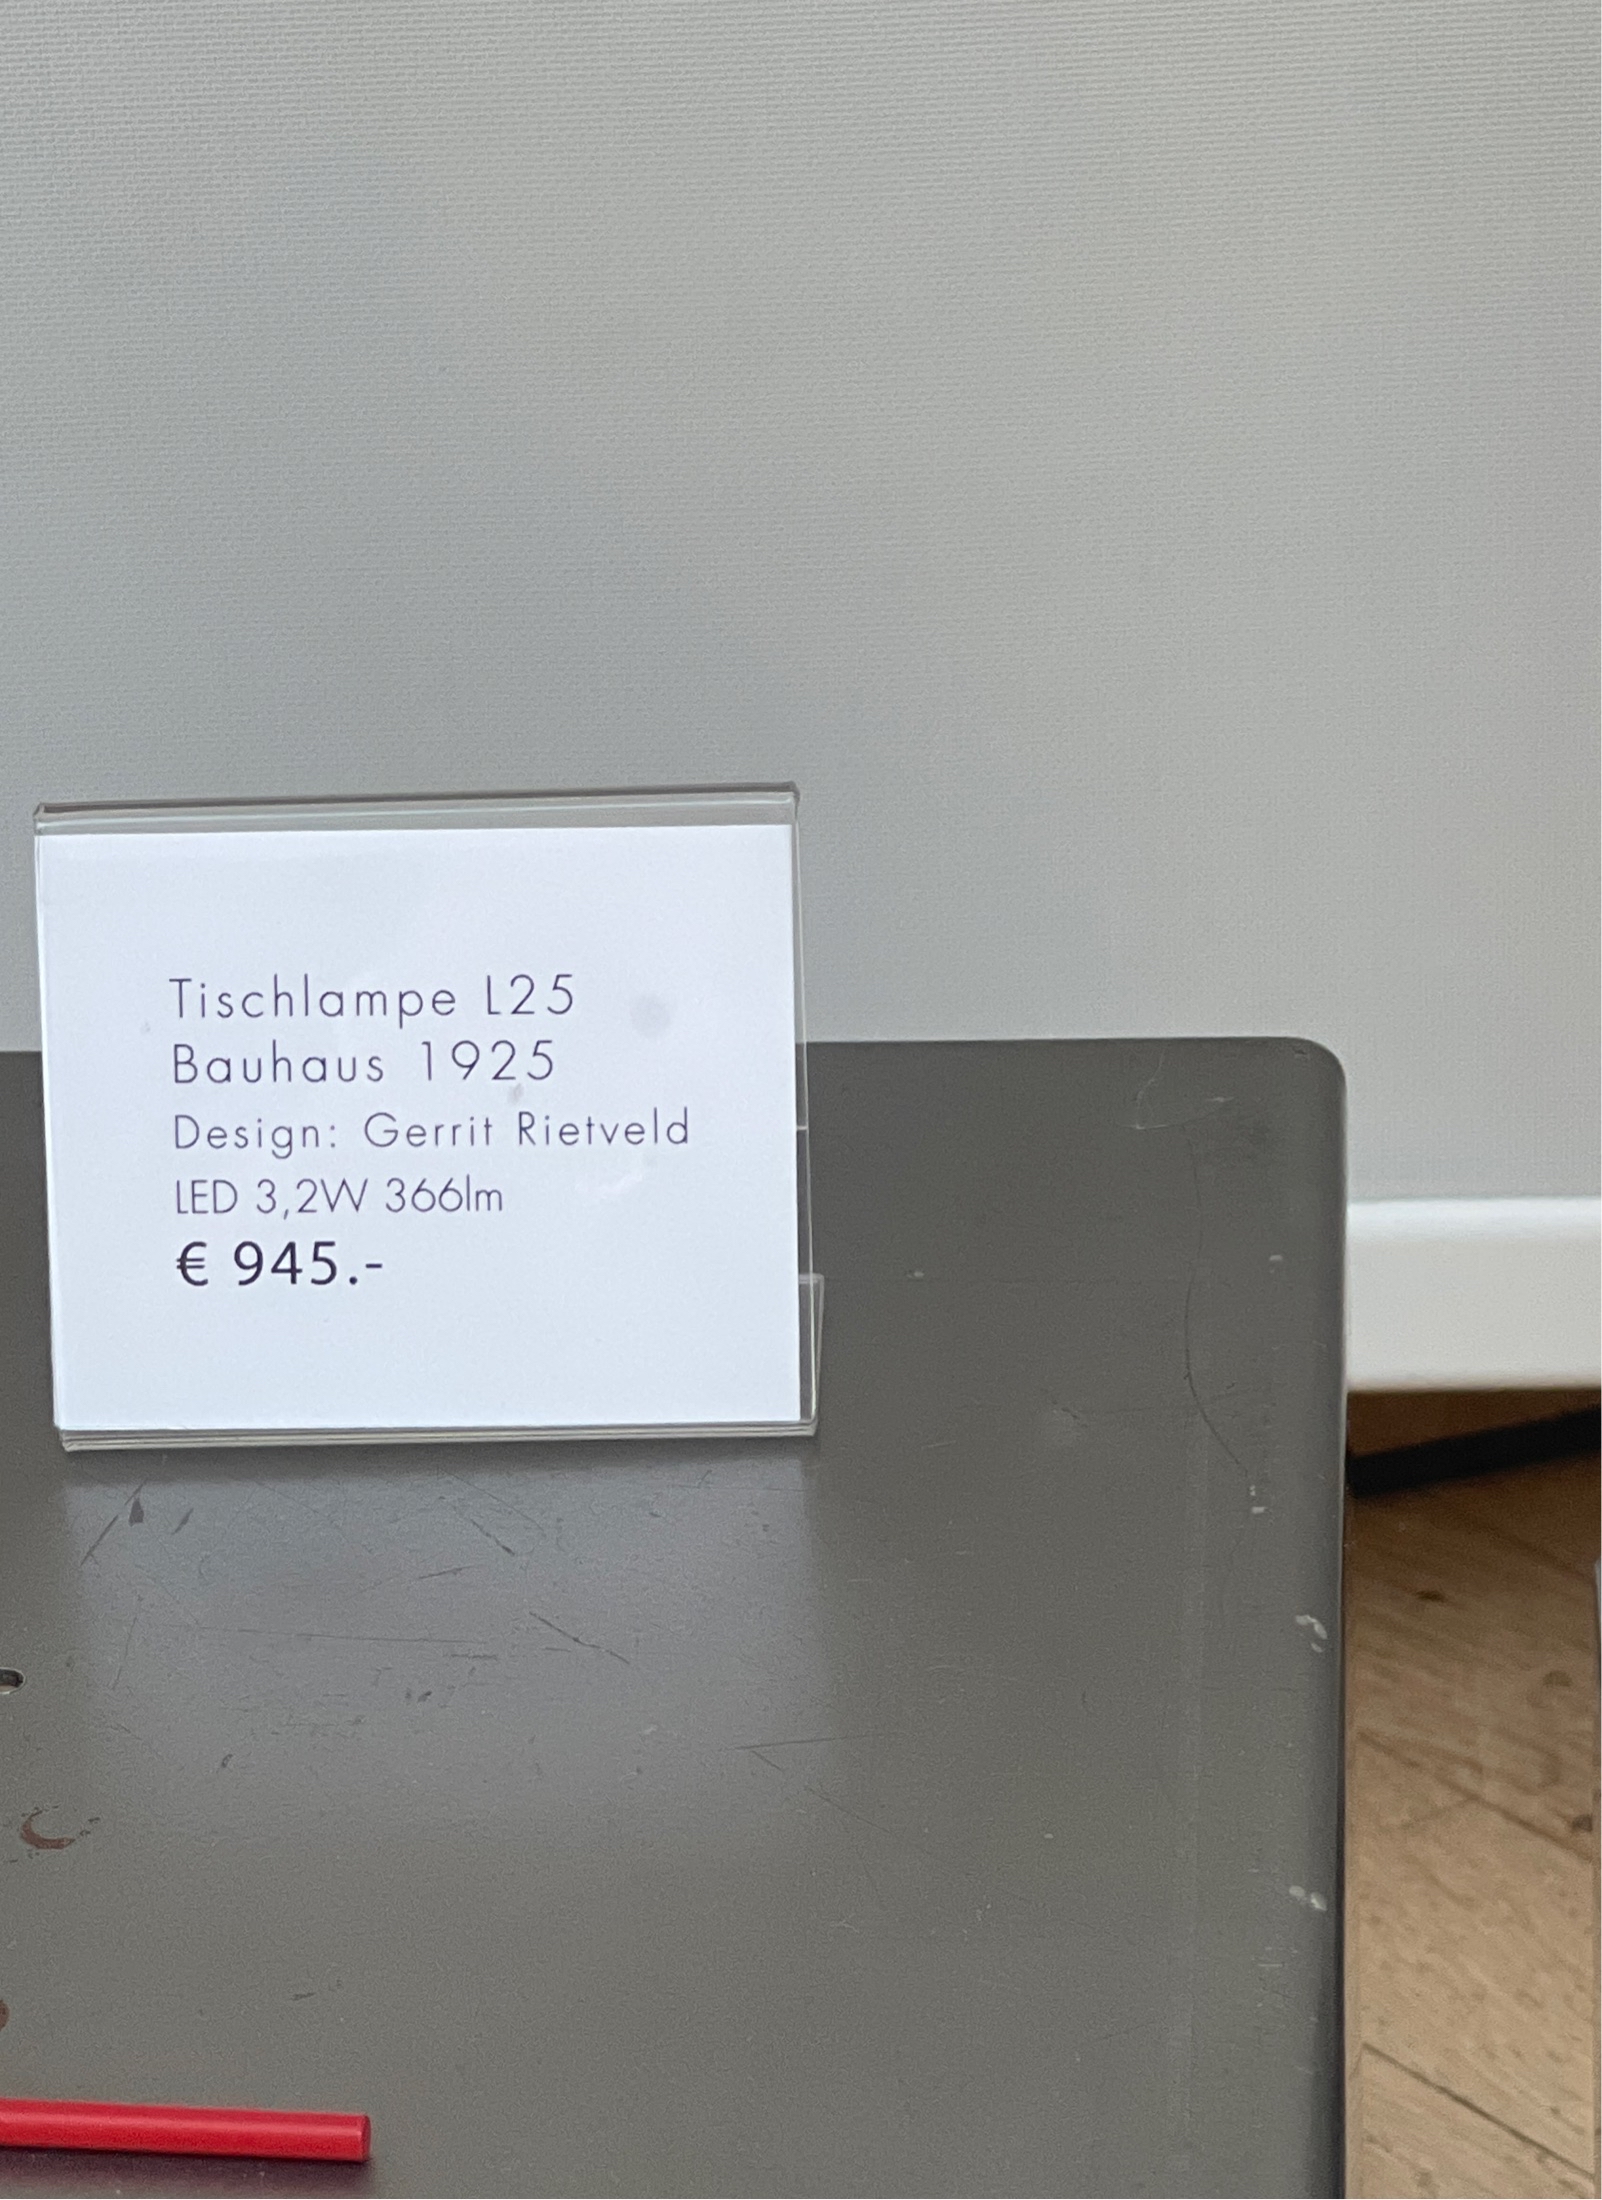 Tischlampe L25
Bauhaus 1925
Design: Gerrit Rietveld
LED 3,2W 366lm
€ 945.-